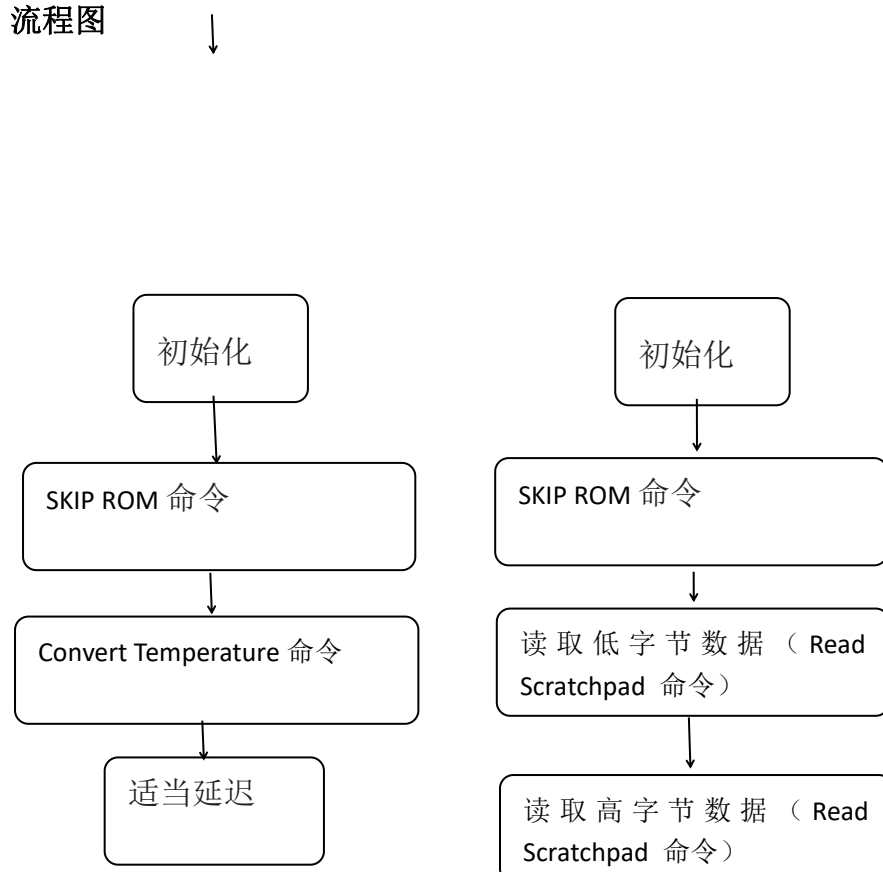 流程图
初始化
SKIP ROM 命令
Convert Temperature 命令
适当延迟
初始化
SKIP ROM 命令
读取低字节数据（Read
Scratchpad 命令）
读取高字节数据（Read
Scratchpad 命令）